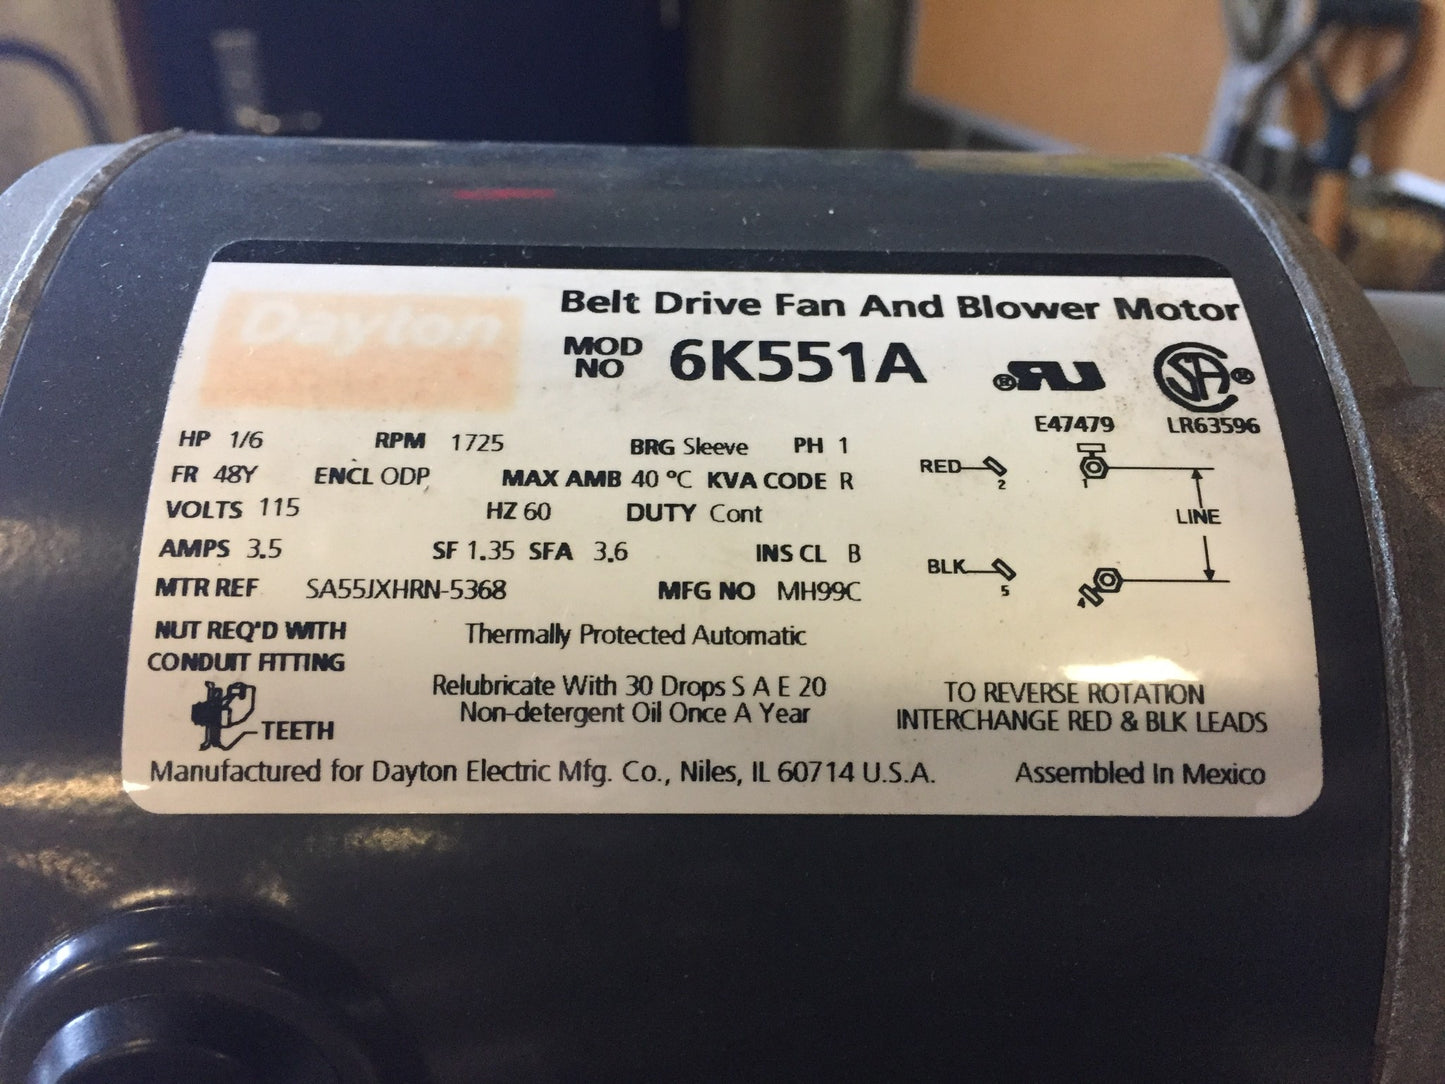 Dayton
Belt Drive Fan And Blower Motor
MOD NO 6K551A
E47479 LR63596
HP 1/6 RPM 1725 BRG Sleeve PH 1
FR 48Y ENCL ODP MAX AMB 40 °C KVA CODE R
VOLTS 115 HZ 60 DUTY Cont
AMPS 3.5 SF 1.35 SFA 3.6 INS CL B
MTR REF SA55JXHRN-5368 MFG NO MH99C
RED 2 1
LINE
BLK 5 4
NUT REQ'D WITH
CONDUIT FITTING
TEETH
Thermally Protected Automatic
Relubricate With 30 Drops S A E 20
Non-detergent Oil Once A Year
TO REVERSE ROTATION
INTERCHANGE RED & BLK LEADS
Manufactured for Dayton Electric Mfg. Co., Niles, IL 60714 U.S.A. Assembled In Mexico